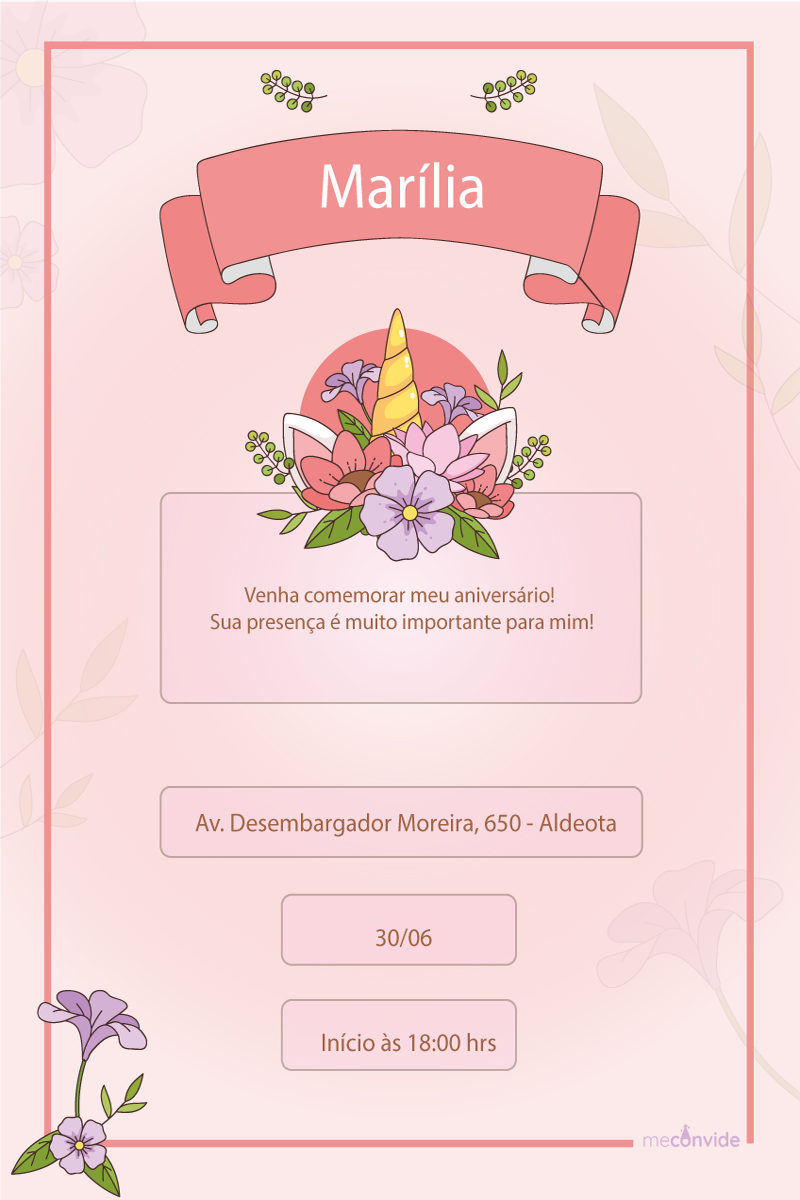 Marília
Venha comemorar meu aniversário!
Sua presença é muito importante para mim!
Av. Desembargador Moreira, 650 - Aldeota
30/06
Início às 18:00 hrs
meconvide